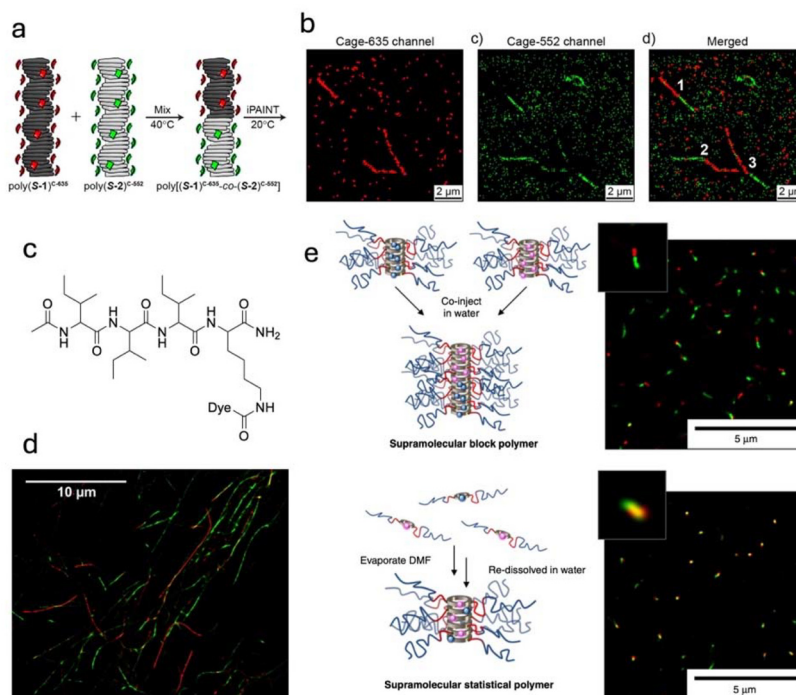 a
Mix
40°C
iPAINT
20°C
+
poly(S-1)C-635
poly(S-2)C-552
poly[(S-1)C-635-co-(S-2)C-552]
b
Cage-635 channel
2 µm
c)
Cage-552 channel
2 µm
d)
Merged
1
2
3
2 µm
c
O
N
H
O
H
N
O
N
H
O
H
N
O
NH2
Dye
NH
O
d
10 µm
e
Co-inject
in water
Supramolecular block polymer
5 µm
Evaporate DMF
Re-dissolved in water
Supramolecular statistical polymer
5 µm